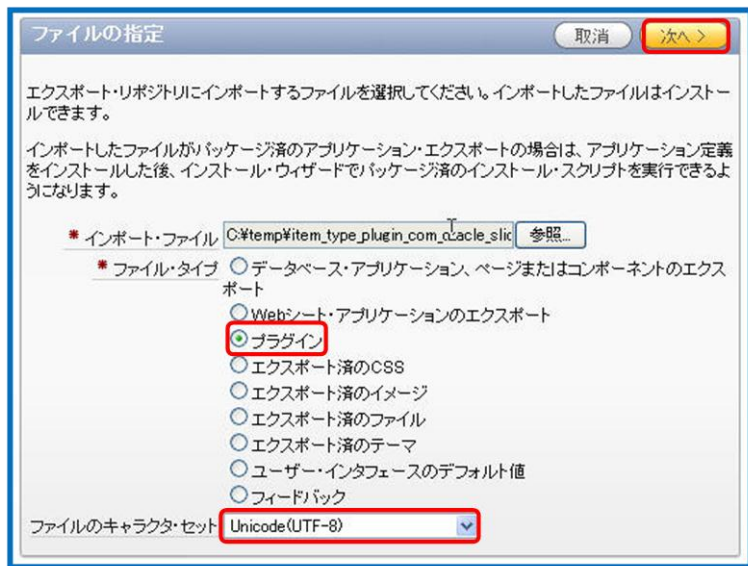 ファイルの指定
取消
次へ >
エクスポート・リポジトリにインポートするファイルを選択してください。インポートしたファイルはインストー
ルできます。
インポートしたファイルがパッケージ済のアプリケーション・エクスポートの場合は、アプリケーション定義
をインストールした後、インストール・ウィザードでパッケージ済のインストール・スクリプトを実行できるよ
うになります。
* インポート・ファイル C:¥temp¥item_type_plugin_com_oracle_slic 参照...
* ファイル・タイプ データベース・アプリケーション、ページまたはコンポーネントのエクス
ポート
Webシート・アプリケーションのエクスポート
プラグイン
エクスポート済のCSS
エクスポート済のイメージ
エクスポート済のファイル
エクスポート済のテーマ
ユーザー・インタフェースのデフォルト値
フィードバック
ファイルのキャラクタ・セット Unicode(UTF-8)